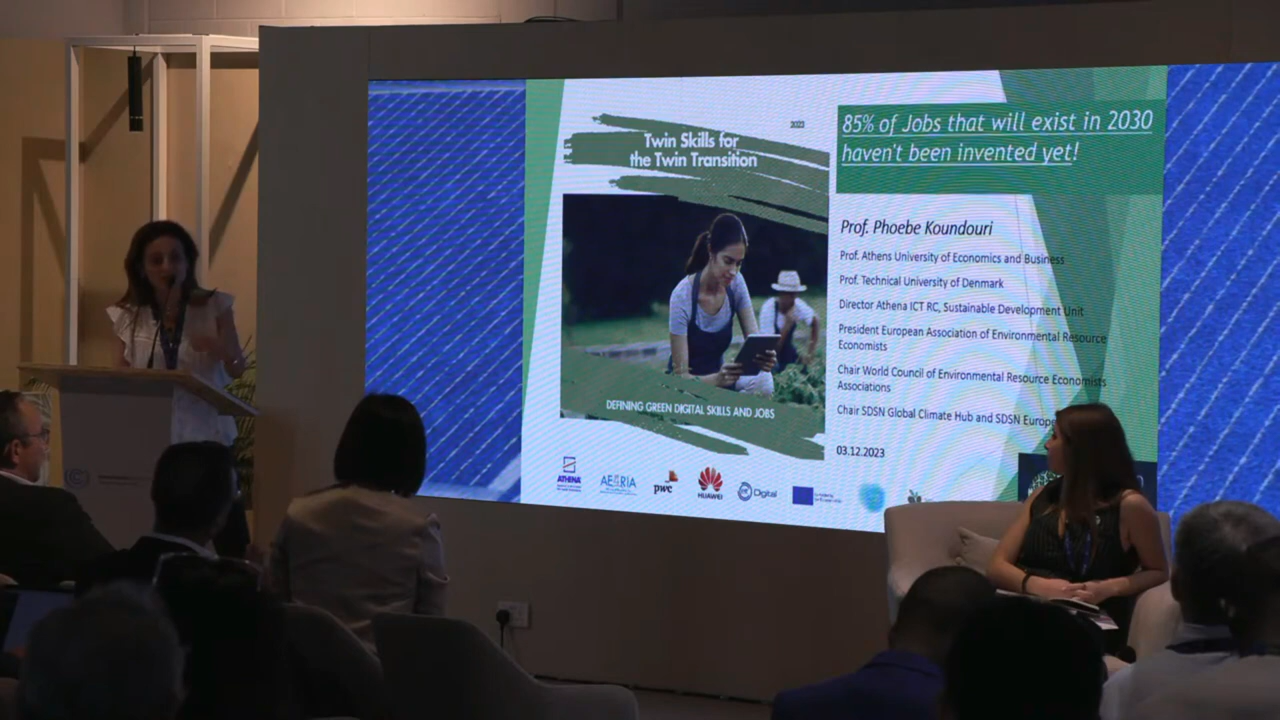 2023
Twin Skills for
the Twin Transition
DEFINING GREEN DIGITAL SKILLS AND JOBS
85% of Jobs that will exist in 2030
haven't been invented yet!
Prof. Phoebe Koundouri
Prof. Athens University of Economics and Business
Prof. Technical University of Denmark
Director Athena ICT RC, Sustainable Development Unit
President European Association of Environmental Resource
Economists
Chair World Council of Environmental Resource Economists
Associations
Chair SDSN Global Climate Hub and SDSN Europe
03.12.2023
ATHENA
AE4RIA
pwc
HUAWEI
Digital